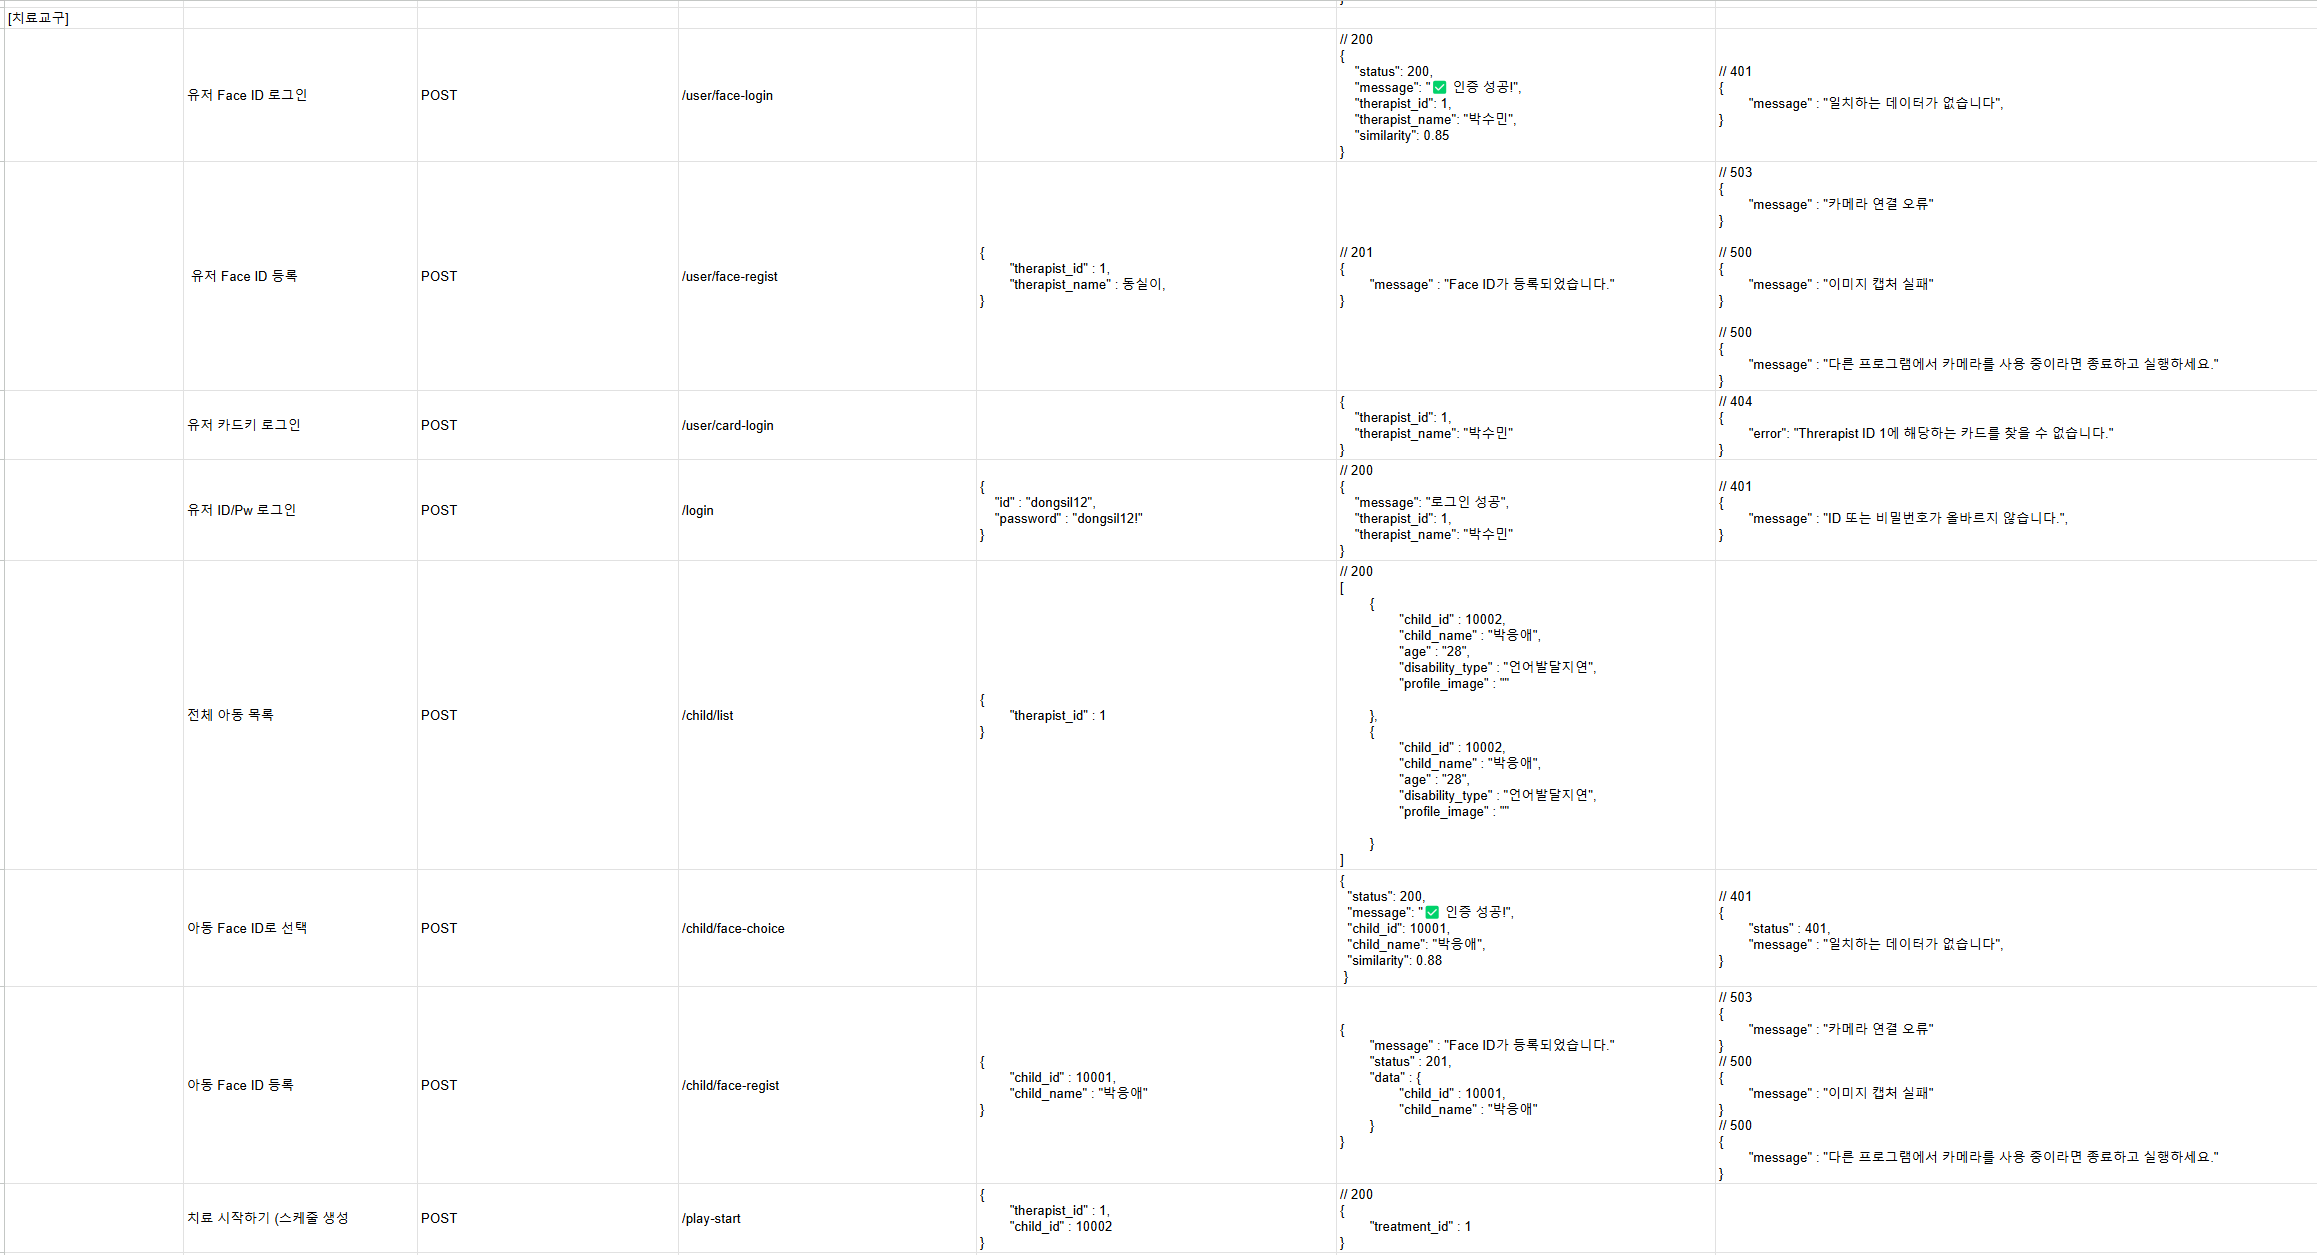 }
[치료교구]
유저 Face ID 로그인
POST
/user/face-login
// 200
{
"status": 200,
"message": "✅ 인증 성공!",
"therapist_id": 1,
"therapist_name": "박수민",
"similarity": 0.85
}
// 401
{
"message" : "일치하는 데이터가 없습니다",
}
유저 Face ID 등록
POST
/user/face-regist
{
"therapist_id" : 1,
"therapist_name" : 동실이,
}
// 201
{
"message" : "Face ID가 등록되었습니다."
}
// 503
{
"message" : "카메라 연결 오류"
}
// 500
{
"message" : "이미지 캡처 실패"
}
// 500
{
"message" : "다른 프로그램에서 카메라를 사용 중이라면 종료하고 실행하세요."
}
유저 카드키 로그인
POST
/user/card-login
{
"therapist_id": 1,
"therapist_name": "박수민"
}
// 404
{
"error": "Threrapist ID 1에 해당하는 카드를 찾을 수 없습니다."
}
유저 ID/Pw 로그인
POST
/login
{
"id" : "dongsil12",
"password" : "dongsil12!"
}
// 200
{
"message": "로그인 성공",
"therapist_id": 1,
"therapist_name": "박수민"
}
// 401
{
"message" : "ID 또는 비밀번호가 올바르지 않습니다.",
}
전체 아동 목록
POST
/child/list
{
"therapist_id" : 1
}
// 200
[
{
"child_id" : 10002,
"child_name" : "박응애",
"age" : "28",
"disability_type" : "언어발달지연",
"profile_image" : ""
},
{
"child_id" : 10002,
"child_name" : "박응애",
"age" : "28",
"disability_type" : "언어발달지연",
"profile_image" : ""
}
]
아동 Face ID로 선택
POST
/child/face-choice
{
"status": 200,
"message": "✅ 인증 성공!",
"child_id": 10001,
"child_name": "박응애",
"similarity": 0.88
}
// 401
{
"status" : 401,
"message" : "일치하는 데이터가 없습니다",
}
아동 Face ID 등록
POST
/child/face-regist
{
"child_id" : 10001,
"child_name" : "박응애"
}
{
"message" : "Face ID가 등록되었습니다."
"status" : 201,
"data" : {
"child_id" : 10001,
"child_name" : "박응애"
}
}
// 503
{
"message" : "카메라 연결 오류"
}
// 500
{
"message" : "이미지 캡처 실패"
}
// 500
{
"message" : "다른 프로그램에서 카메라를 사용 중이라면 종료하고 실행하세요."
}
치료 시작하기 (스케줄 생성
POST
/play-start
{
"therapist_id" : 1,
"child_id" : 10002
}
// 200
{
"treatment_id" : 1
}